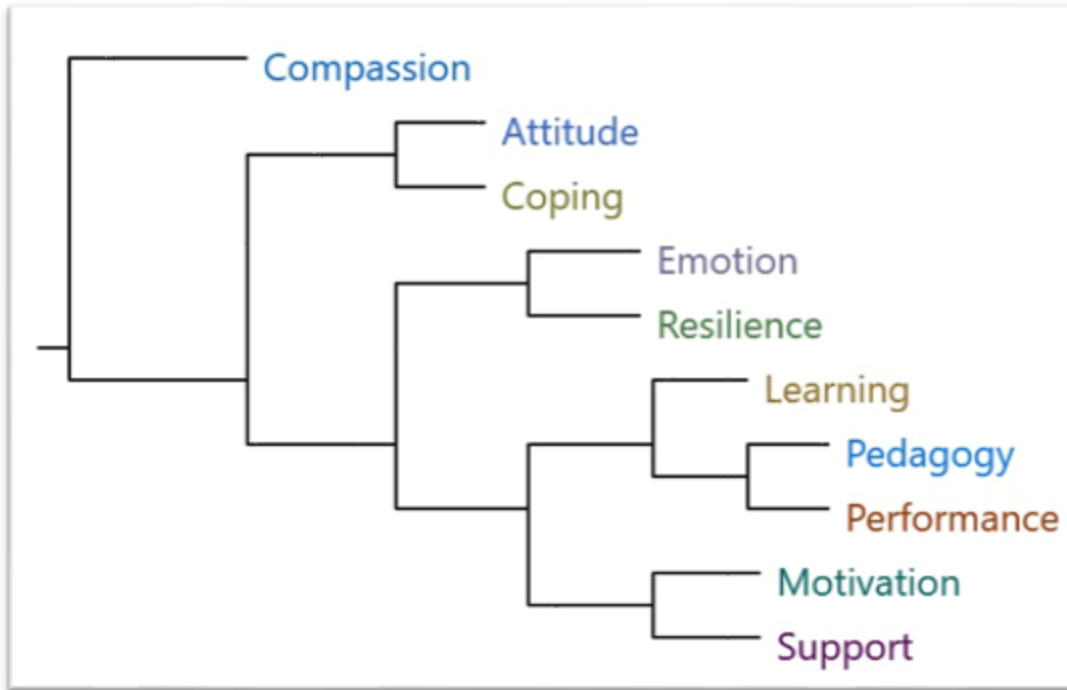 Compassion
Attitude
Coping
Emotion
Resilience
Learning
Pedagogy
Performance
Motivation
Support